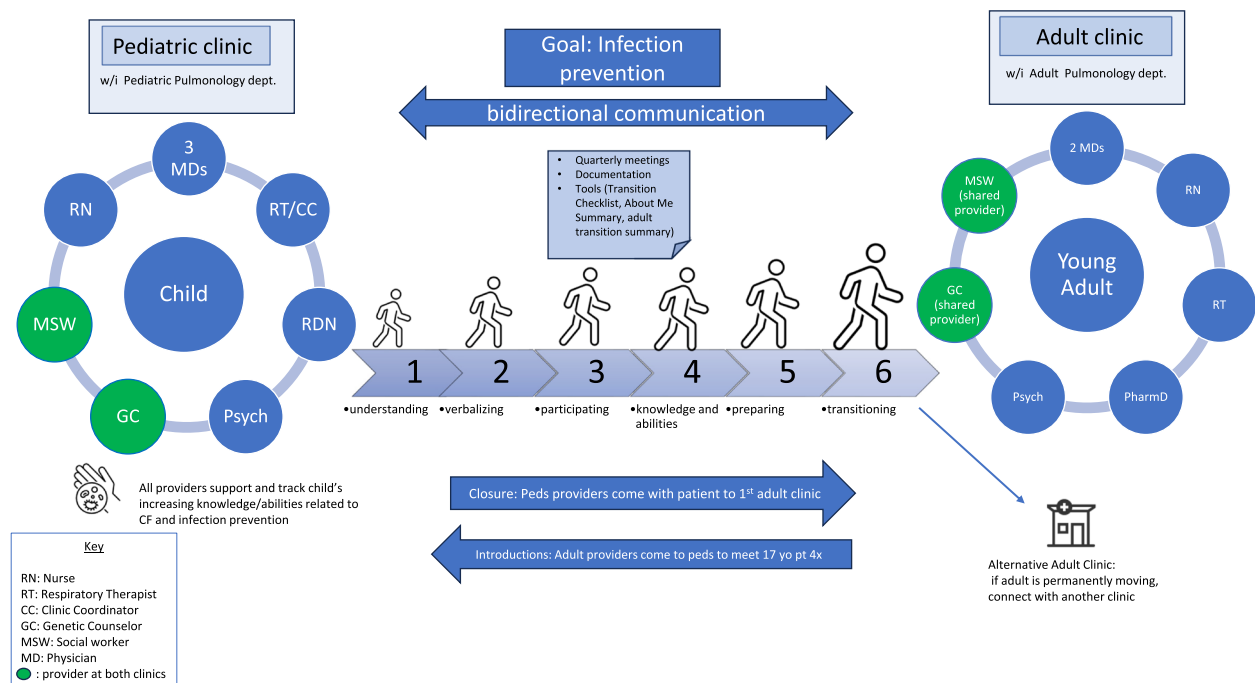 Pediatric clinic
w/i Pediatric Pulmonology dept.
Goal: Infection
prevention
bidirectional communication
Adult clinic
w/i Adult Pulmonology dept.
• Quarterly meetings
• Documentation
• Tools (Transition
Checklist, About Me
Summary, adult
transition summary)
3
MDs
RT/CC
RDN
Psych
GC
MSW
RN
Child
1
2
3
4
5
6
•understanding
•verbalizing
•participating
•knowledge and
abilities
•preparing
•transitioning
2 MDs
RN
RT
PharmD
Psych
GC
(shared
provider)
MSW
(shared
provider)
Young
Adult
All providers support and track child's
increasing knowledge/abilities related to
CF and infection prevention
Closure: Peds providers come with patient to 1st adult clinic
Introductions: Adult providers come to peds to meet 17 yo pt 4x
Alternative Adult Clinic:
if adult is permanently moving,
connect with another clinic
Key
RN: Nurse
RT: Respiratory Therapist
CC: Clinic Coordinator
GC: Genetic Counselor
MSW: Social worker
MD: Physician
: provider at both clinics